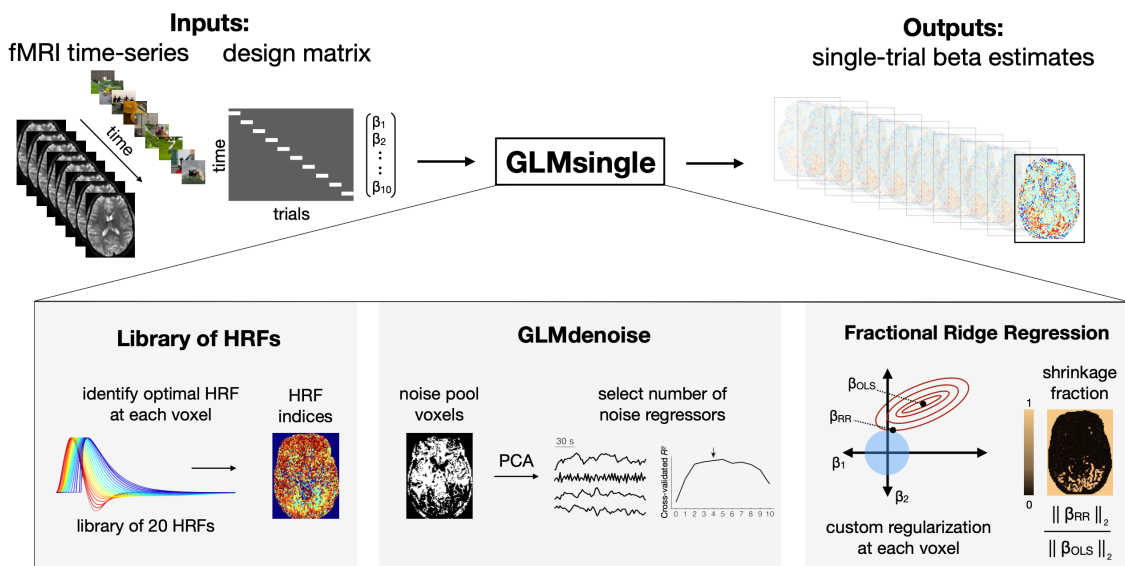 Inputs:
fMRI time-series
design matrix
time
time
trials
β1
β2
⋮
⋮
β10
GLMsingle
Outputs:
single-trial beta estimates
Library of HRFs
identify optimal HRF
at each voxel
HRF
indices
library of 20 HRFs
GLMdenoise
noise pool
voxels
PCA
select number of
noise regressors
30 s
Cross-validated R²
0 1 2 3 4 5 6 7 8 9 10
Fractional Ridge Regression
βOLS
βRR
β1
β2
custom regularization
at each voxel
shrinkage
fraction
1
0
|| βRR ||2
|| βOLS ||2